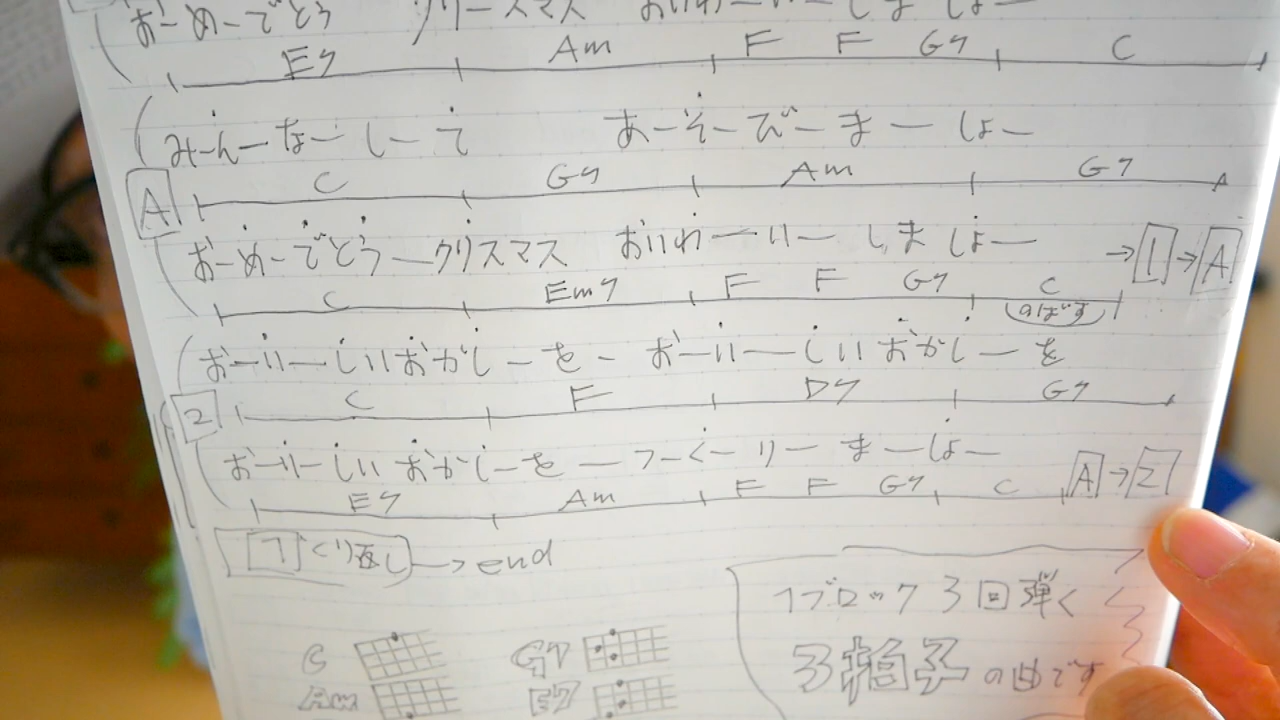 おーめーでとう クリースマス おいわーいーしましょー
E7 Am F F G7 C
みーんーなーしーて あーそーびーまーしょー
A C G7 Am G7
おーめーでとうークリスマス おいわーいーしましょー →1→A
C Em7 F F G7 C
のばす
おーいーしいおかしーをー おーいーしいおかしーを
2 C F D7 G7
おーいーしいおかしーをーつーくーりーまーしょー
E7 Am F F G7 C A→2
1くり返し→end
1ブロック3回弾く
C G7
3拍子の曲です
Am E7